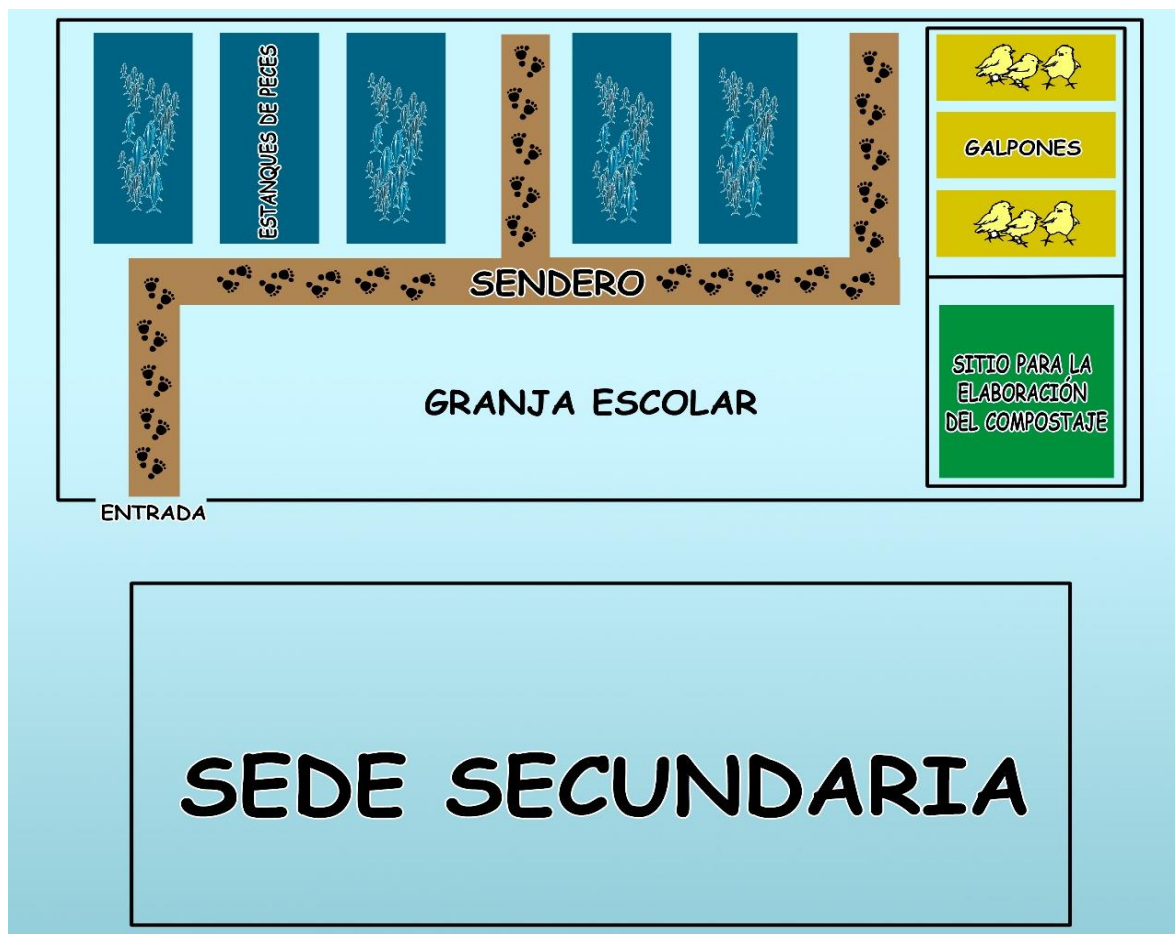 ESTANQUES DE PECES
GALPONES
SENDERO
SITIO PARA LA
ELABORACIÓN
DEL COMPOSTAJE
GRANJA ESCOLAR
ENTRADA
SEDE SECUNDARIA